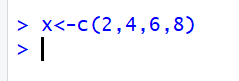 > x<-c(2,4,6,8)
>